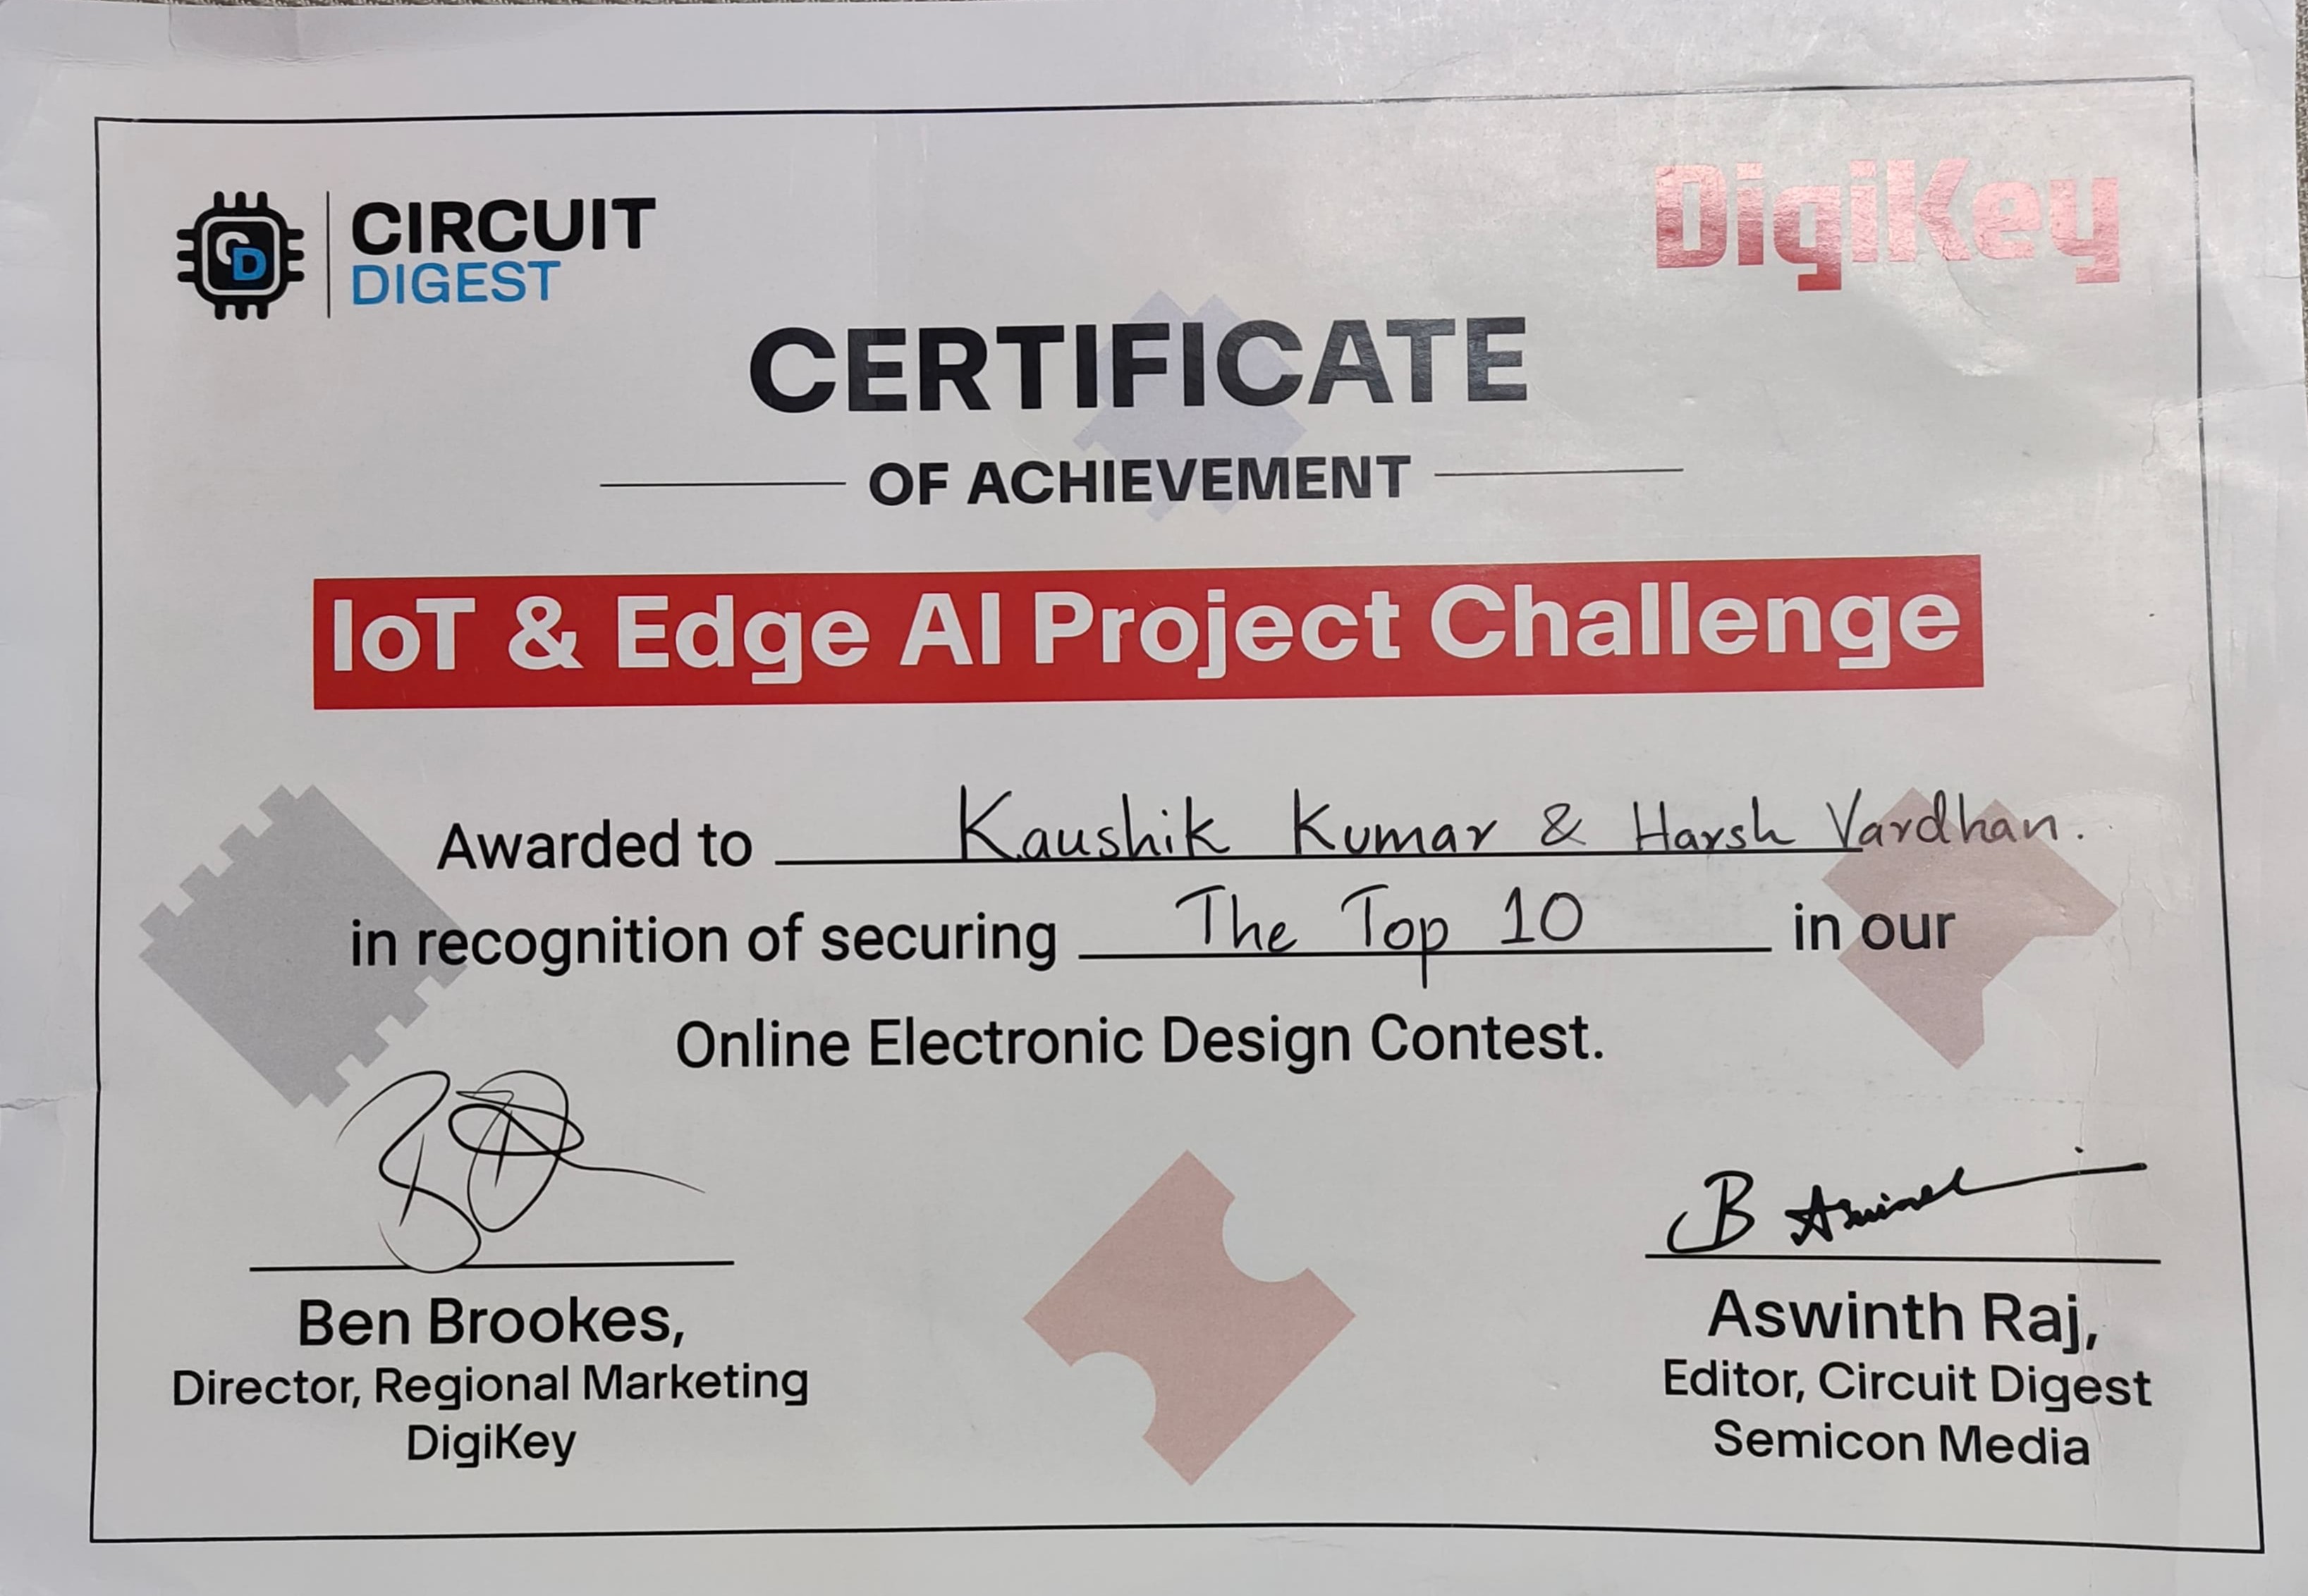 CD
CIRCUIT
DIGEST
DigiKey
CERTIFICATE
OF ACHIEVEMENT
IoT & Edge AI Project Challenge
Awarded to Kaushik Kumar & Harsh Vardhan.
in recognition of securing The Top 10 in our
Online Electronic Design Contest.
Ben Brookes,
Director, Regional Marketing
DigiKey
Aswinth Raj,
Editor, Circuit Digest
Semicon Media